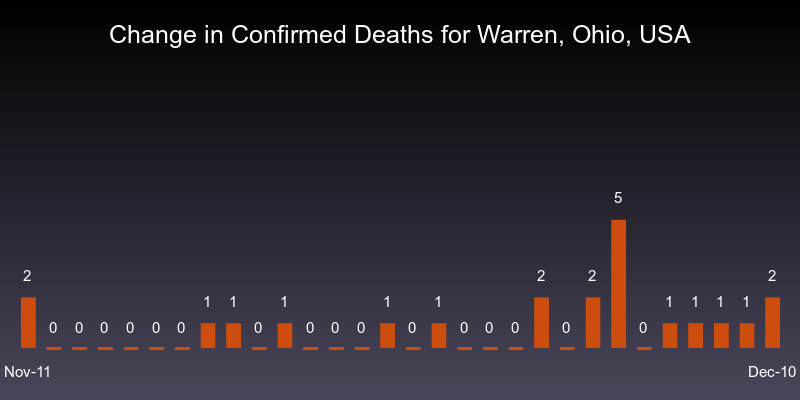 Change in Confirmed Deaths for Warren, Ohio, USA
5
2 2 2 2
1 1 1 1 1 1 1 1 1
0 0 0 0 0 0 0 0 0 0 0 0 0 0 0 0
Nov-11 Dec-10